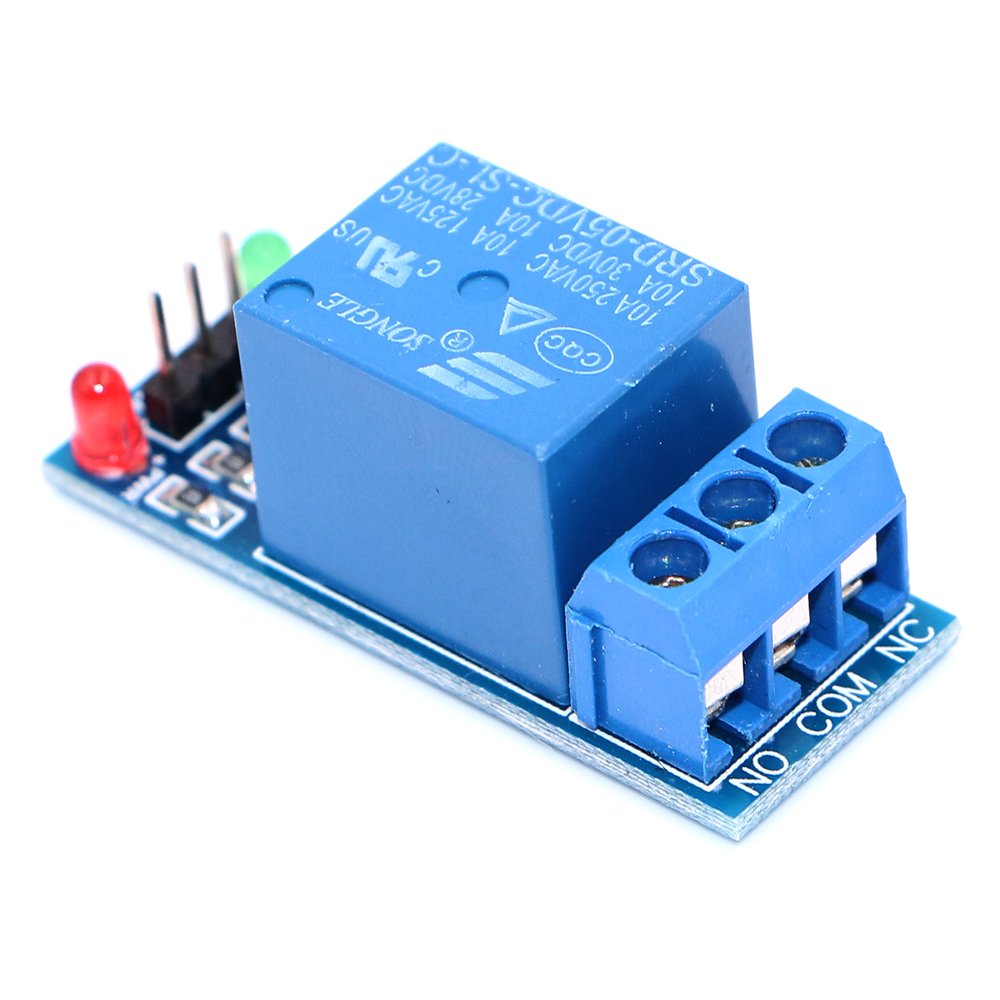 SONGLE ®
CQC
C US
10A 250VAC 10A 125VAC
10A 30VDC 10A 28VDC
SRD-05VDC-SL-C
NO COM NC